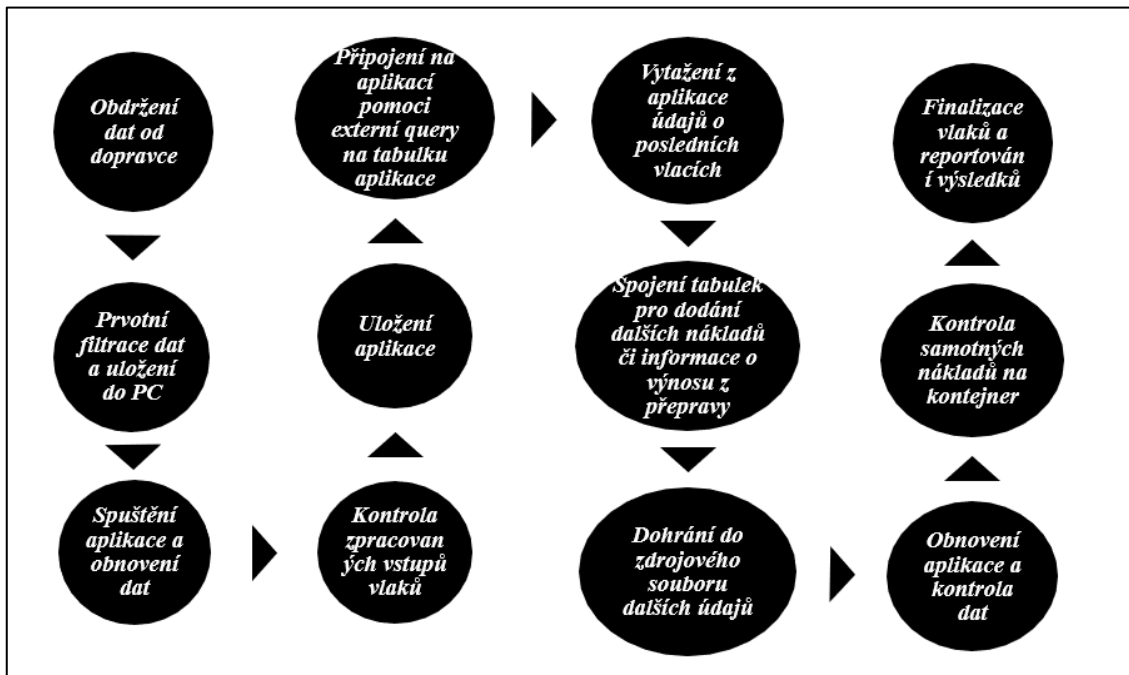 Obdržení
dat od
dopravce
Prvotní
filtrace dat
a uložení
do PC
Spuštění
aplikace a
obnovení
dat
Kontrola
zpracovan
ých vstupů
vlaků
Uložení
aplikace
Připojení na
aplikací
pomoci
externí query
na tabulku
aplikace
Vytažení z
aplikace
údajů o
posledních
vlacích
Spojení tabulek
pro dodání
dalších nákladů
či informace o
výnosu z
přepravy
Dohrání do
zdrojového
souboru
dalších údajů
Obnovení
aplikace a
kontrola
dat
Kontrola
samotných
nákladů na
kontejner
Finalizace
vlaků a
reportován
í výsledků